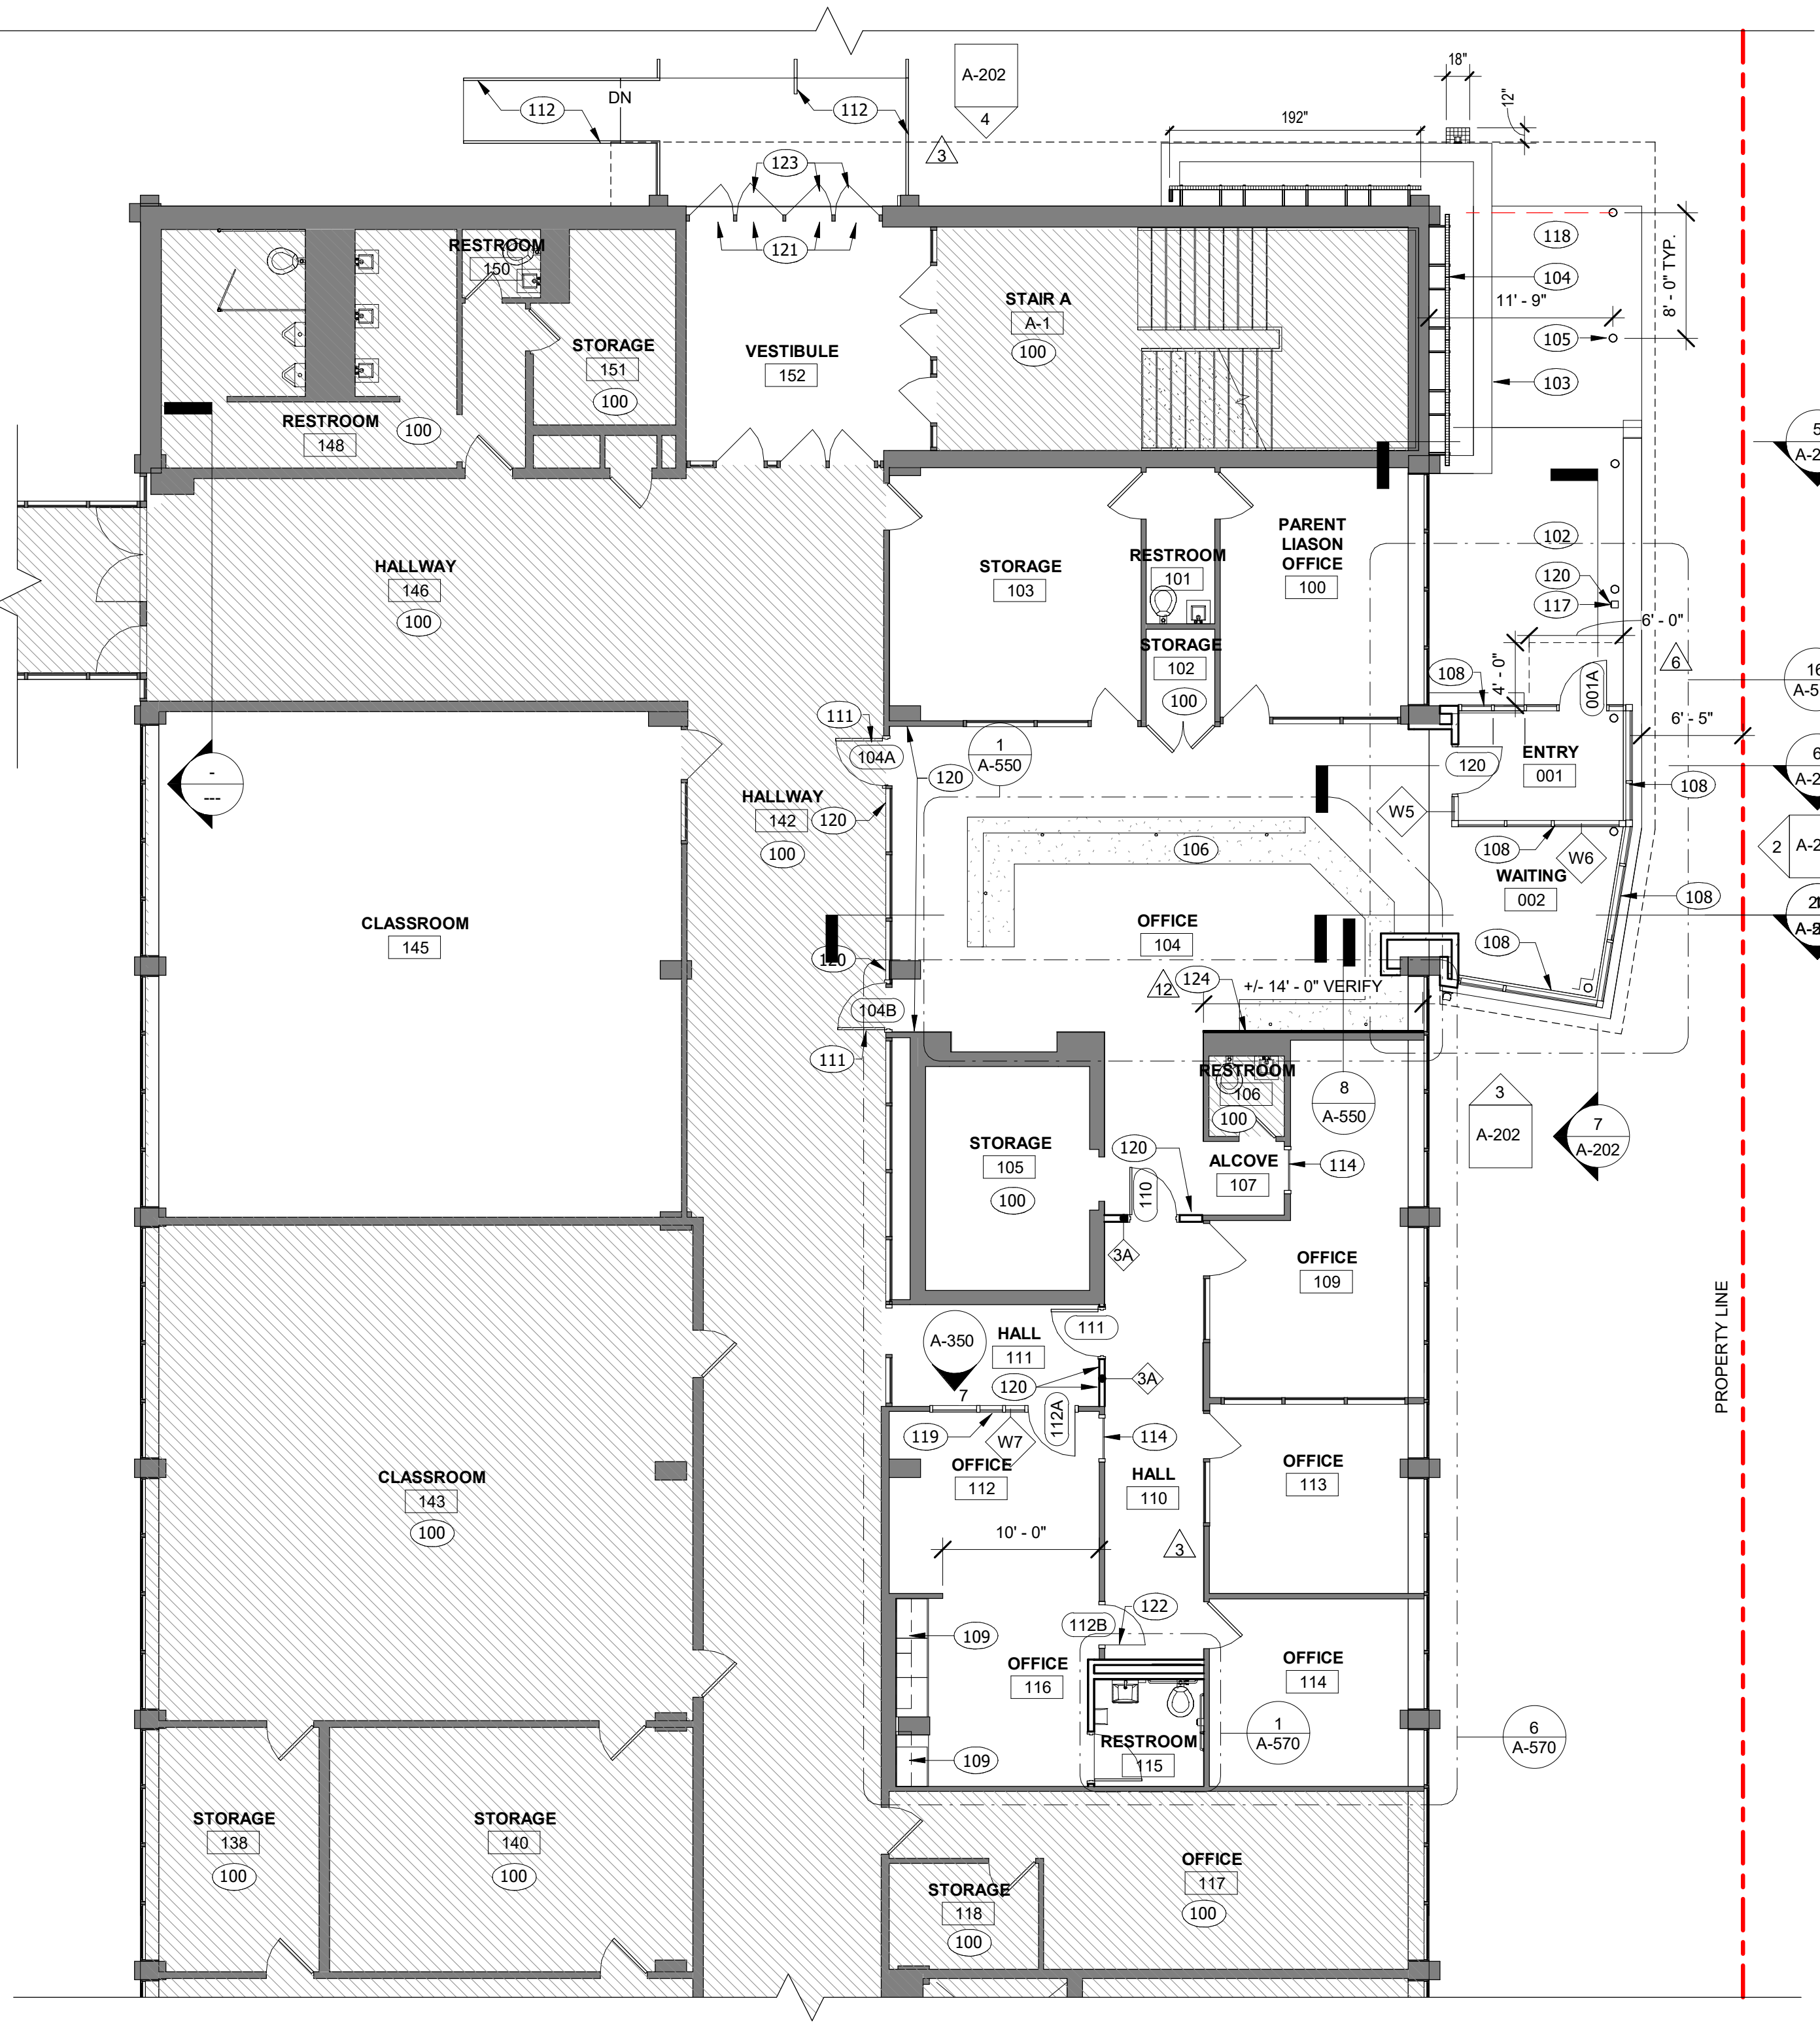 A-202
4
18"
12"
192"
112
DN
112
3
123
121
118
104
11' - 9"
8' - 0" TYP.
105
103
RESTROOM
150
STORAGE
151
100
VESTIBULE
152
STAIR A
A-1
100
RESTROOM
148
100
5
HALLWAY
146
100
STORAGE
103
RESTROOM
101
PARENT
LIASON
OFFICE
100
102
120
117
6' - 0"
STORAGE
102
100
4' - 0"
108
001A
6
16
6' - 5"
111
104A
1
A-550
120
HALLWAY
142
100
120
ENTRY
001
120
108
W5
6
-
---
106
108
W6
2
WAITING
002
108
108
CLASSROOM
145
OFFICE
104
120
12
124
+/- 14' - 0" VERIFY
104B
111
RESTROOM
106
100
8
A-550
3
A-202
7
A-202
STORAGE
105
100
120
110
ALCOVE
107
114
3A
OFFICE
109
PROPERTY LINE
A-350
7
HALL
111
111
120
3A
112A
119
W7
114
OFFICE
112
HALL
110
OFFICE
113
CLASSROOM
143
100
10' - 0"
3
122
112B
109
OFFICE
116
OFFICE
114
RESTROOM
115
1
A-570
6
A-570
109
STORAGE
138
100
STORAGE
140
100
OFFICE
117
100
STORAGE
118
100